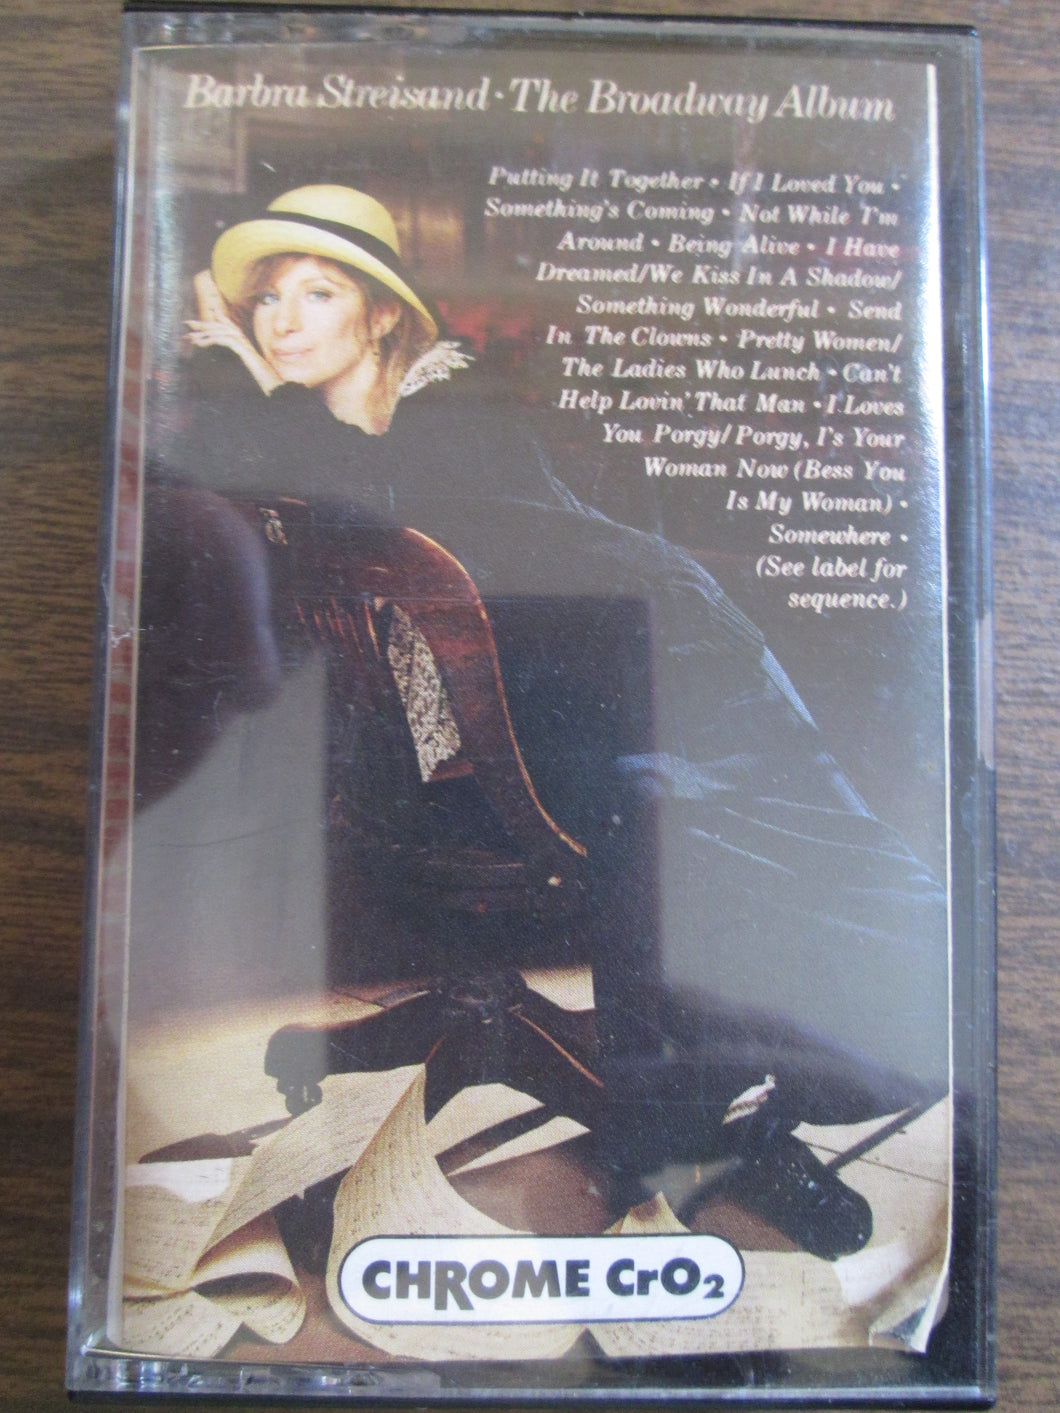 Barbra Streisand · The Broadway Album
Putting It Together • If I Loved You •
Something's Coming • Not While I'm
Around • Being Alive • I Have
Dreamed/We Kiss In A Shadow/
Something Wonderful • Send
In The Clowns • Pretty Women/
The Ladies Who Lunch • Can't
Help Lovin' That Man • I Loves
You Porgy/Porgy, I's Your
Woman Now (Bess You
Is My Woman) •
Somewhere •
(See label for
sequence.)
CHROME CrO₂